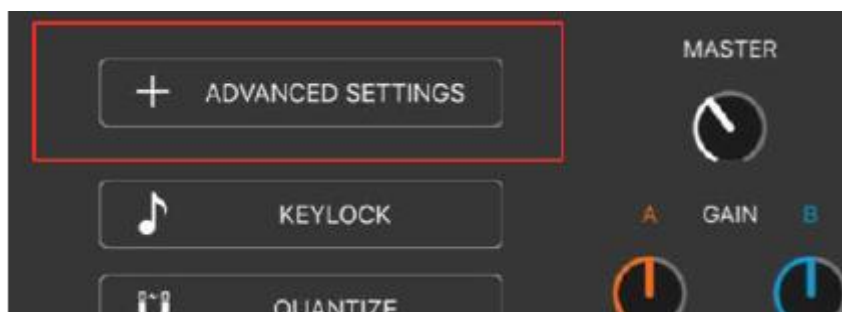 MASTER
ADVANCED SETTINGS
KEYLOCK
A GAIN B
QUANTIZE